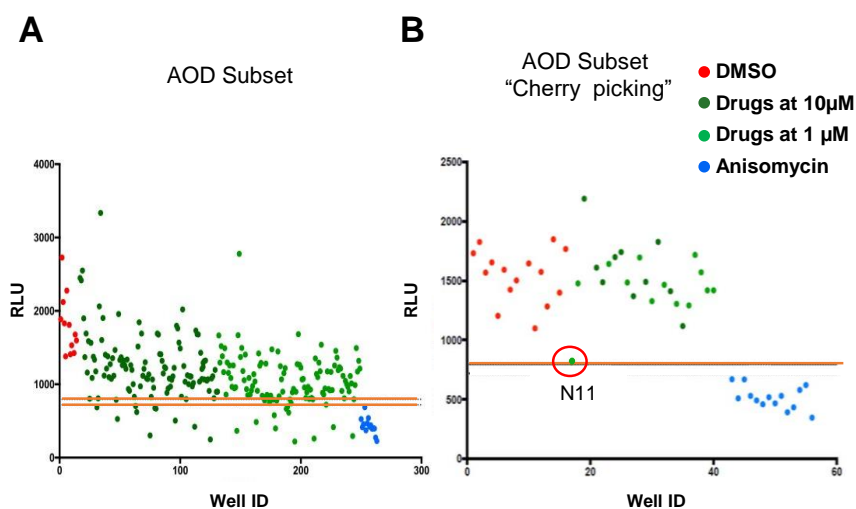 A
B
AOD Subset
AOD Subset
“Cherry picking”
DMSO
Drugs at 10µM
Drugs at 1 µM
Anisomycin
4000
3000
2000
1000
0
RLU
0
100
200
300
Well ID
2500
2000
1500
1000
500
0
RLU
N11
0
20
40
60
Well ID